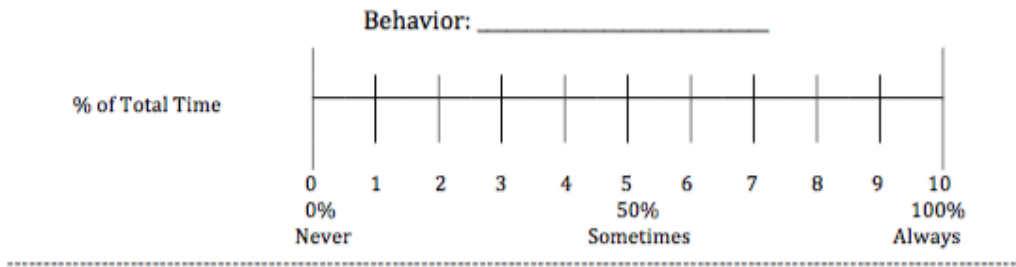 Behavior: ___________________________
% of Total Time
0 1 2 3 4 5 6 7 8 9 10
0% 50% 100%
Never Sometimes Always